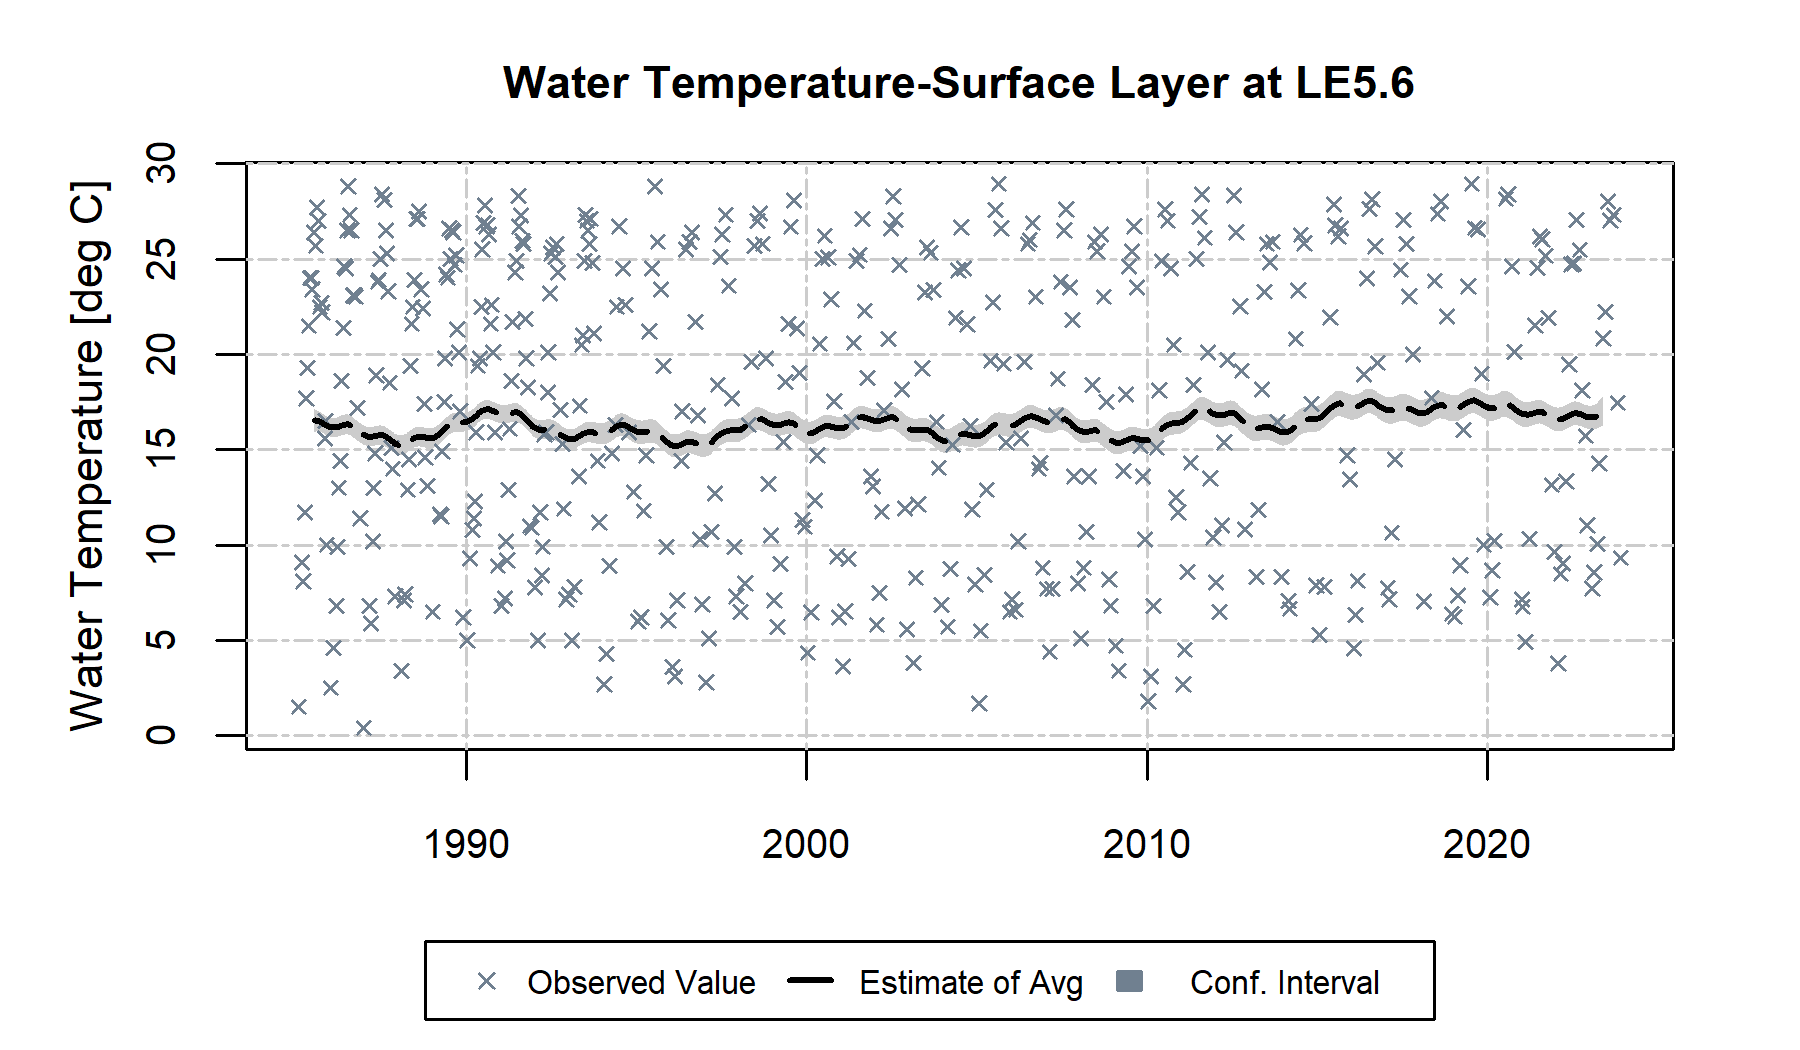 Water Temperature-Surface Layer at LE5.6
Water Temperature [deg C]
30
25
20
15
10
5
0
1990 2000 2010 2020
Observed Value Estimate of Avg Conf. Interval